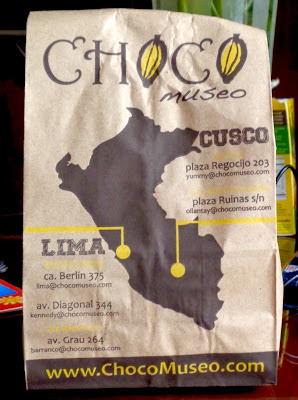 CHOCO
museo
CUSCO
plaza Regocijo 203
yummy@chocomuseo.com
plaza Ruinas s/n
ollantay@chocomuseo.com
LIMA
ca. Berlin 375
lima@chocomuseo.com
av. Diagonal 344
kennedy@chocomuseo.com
av. Grau 264
barranco@chocomuseo.com
www.ChocoMuseo.com